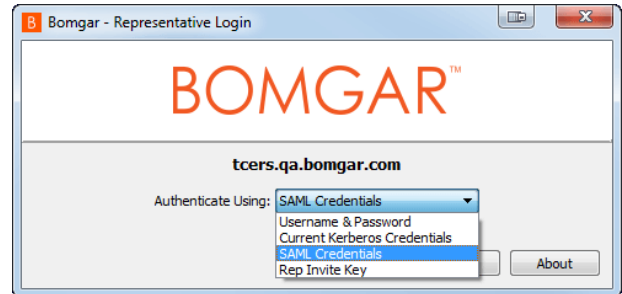 B Bomgar - Representative Login
BOMGAR™
tcers.qa.bomgar.com
Authenticate Using: SAML Credentials
Username & Password
Current Kerberos Credentials
SAML Credentials
Rep Invite Key
About